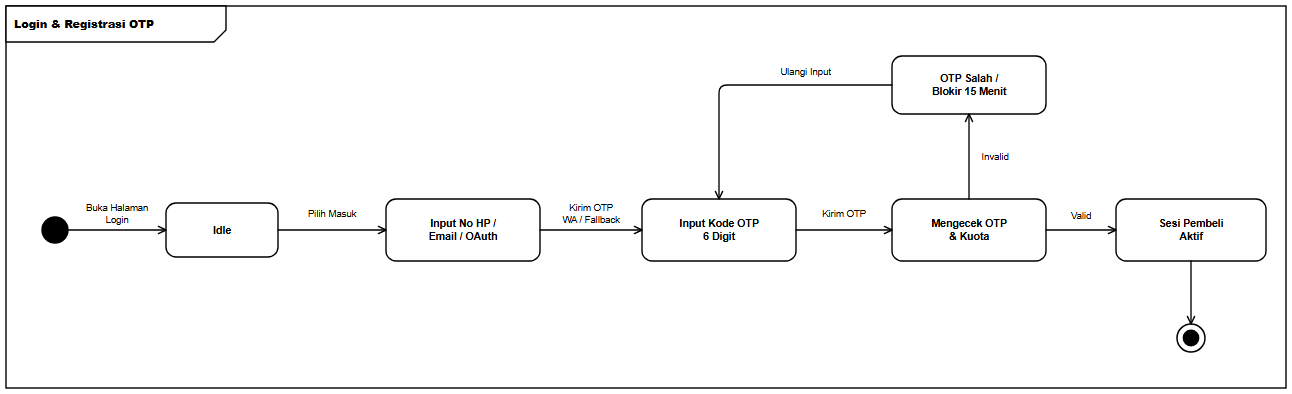 Login & Registrasi OTP
Ulangi Input
OTP Salah /
Blokir 15 Menit
Invalid
Buka Halaman
Login
Idle
Pilih Masuk
Input No HP /
Email / OAuth
Kirim OTP
WA / Fallback
Input Kode OTP
6 Digit
Kirim OTP
Mengecek OTP
& Kuota
Valid
Sesi Pembeli
Aktif